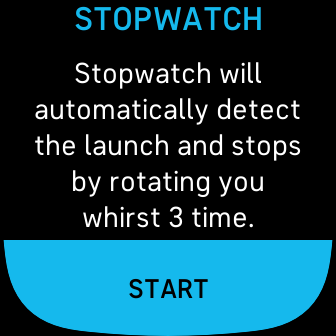 STOPWATCH
Stopwatch will
automatically detect
the launch and stops
by rotating you
whirst 3 time.
START